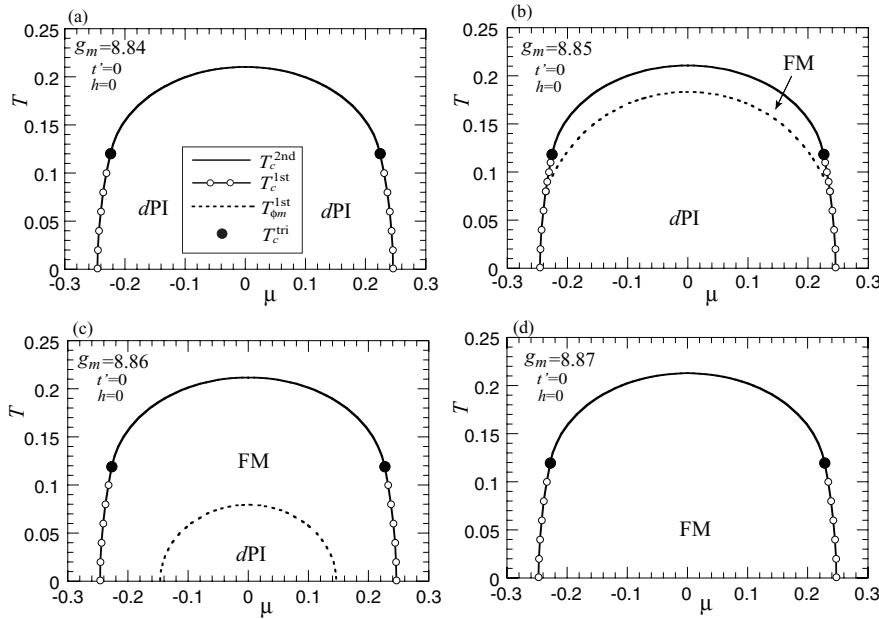 (a)
g_m=8.84
t'=0
h=0
T
0.25
0.2
0.15
0.1
0.05
0
dPI
dPI
T_c^2nd
T_c^1st
T_ϕm^1st
T_c^tri
-0.3 -0.2 -0.1 0 0.1 0.2 0.3
μ
(b)
g_m=8.85
t'=0
h=0
FM
T
0.25
0.2
0.15
0.1
0.05
0
dPI
-0.3 -0.2 -0.1 0 0.1 0.2 0.3
μ
(c)
g_m=8.86
t'=0
h=0
T
0.25
0.2
0.15
0.1
0.05
0
FM
dPI
-0.3 -0.2 -0.1 0 0.1 0.2 0.3
μ
(d)
g_m=8.87
t'=0
h=0
T
0.25
0.2
0.15
0.1
0.05
0
FM
-0.3 -0.2 -0.1 0 0.1 0.2 0.3
μ